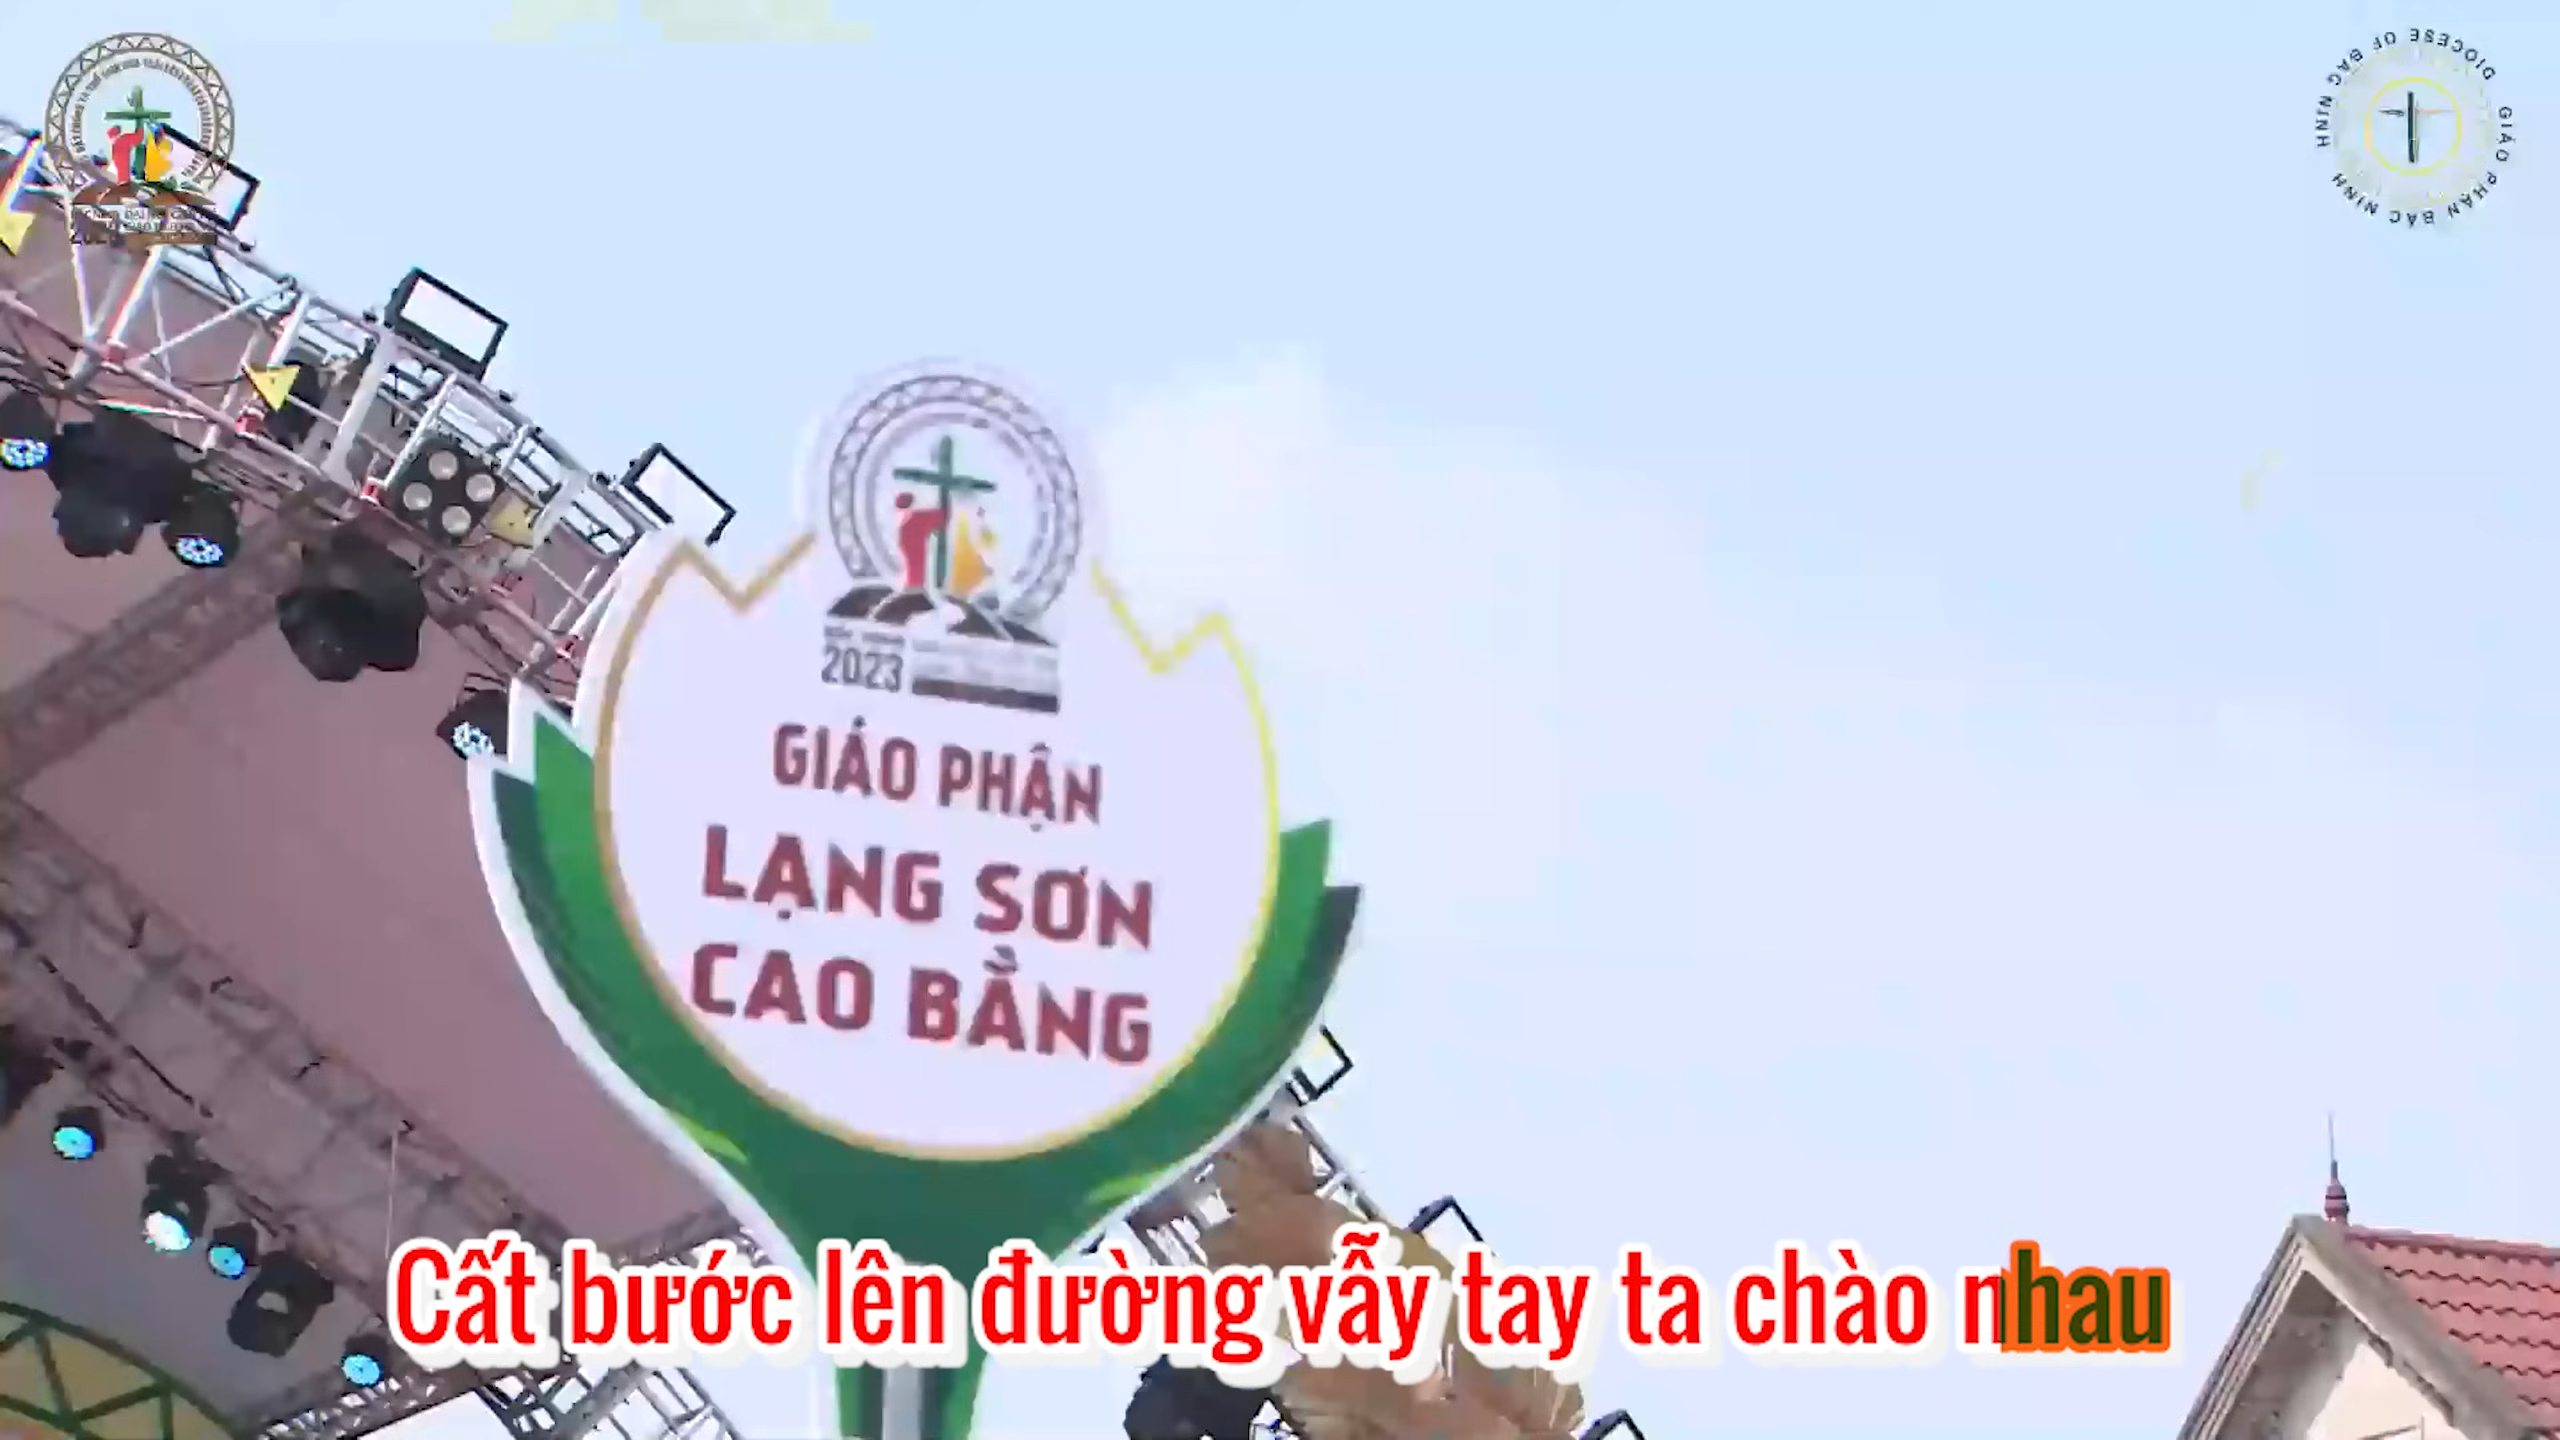 DIOCESE OF BAC NINH
GIÁO PHẬN BẮC NINH
2023
GIÁO PHẬN
LẠNG SƠN
CAO BẰNG
Cất bước lên đường vẫy tay ta chào nhau